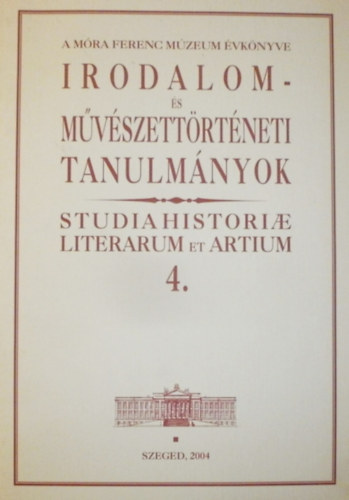 A MÓRA FERENC MÚZEUM ÉVKÖNYVE
IRODALOM-
ÉS
MŰVÉSZETTÖRTÉNETI
TANULMÁNYOK
STUDIA HISTORIÆ
LITERARUM ET ARTIUM
4.
SZEGED, 2004